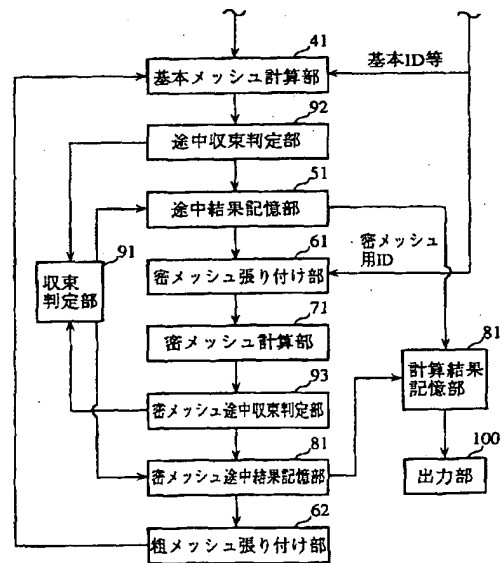 41
基本メッシュ計算部
基本ID等
92
途中収束判定部
51
途中結果記憶部
91
収束
判定部
61
密メッシュ張り付け部
密メッシュ
用ID
71
密メッシュ計算部
81
計算結果
記憶部
93
密メッシュ途中収束判定部
81
密メッシュ途中結果記憶部
100
出力部
62
粗メッシュ張り付け部